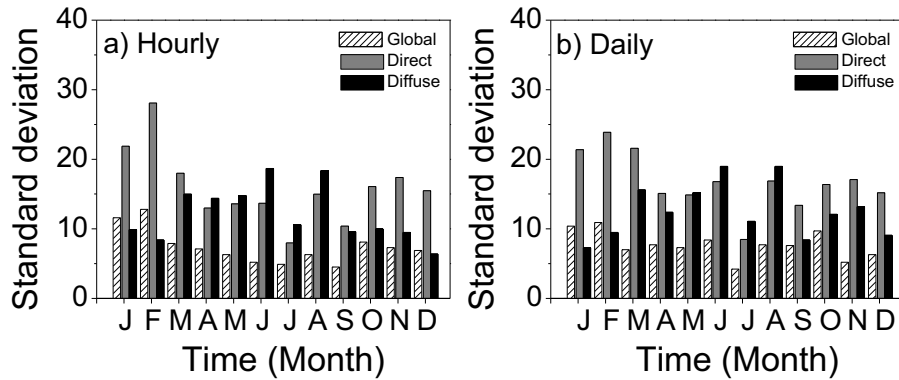 a) Hourly
Global
Direct
Diffuse
Standard deviation
40
30
20
10
0
J F M A M J J A S O N D
Time (Month)
b) Daily
Global
Direct
Diffuse
Standard deviation
40
30
20
10
0
J F M A M J J A S O N D
Time (Month)